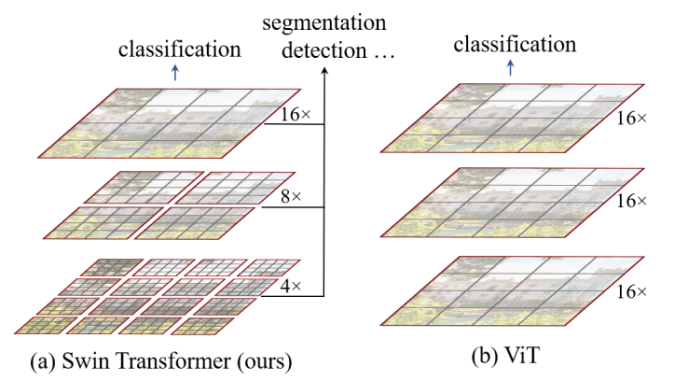 segmentation
classification
detection ...
classification
16×
8×
4×
16×
16×
16×
(a) Swin Transformer (ours)
(b) ViT